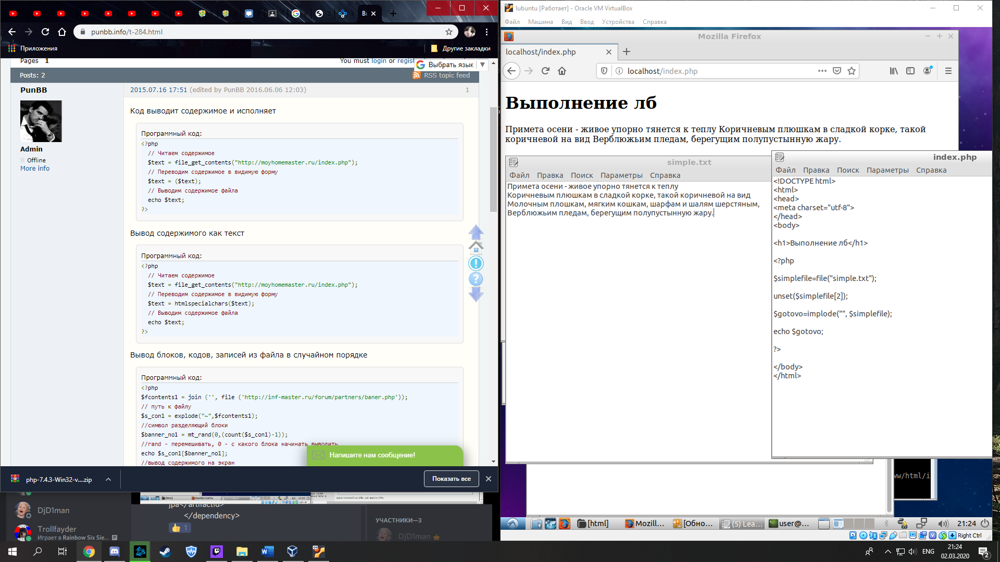 Ві
punbb.info/t-284.html
Приложения
Другие закладки
Pages 1
You must login or regist
Выбрать язык
Posts: 2
RSS topic feed
PunBB
2015.07.16 17:51 (edited by PunBB 2016.06.06 12:03)
1
Admin
Offline
More info
Код выводит содержимое и исполняет
Программный код:
<?php
// Читаем содержимое
$text = file_get_contents("http://moyhomemaster.ru/index.php");
// Переводим содержимое в видимую форму
$text = ($text);
// Выводим содержимое файла
echo $text;
?>
Вывод содержимого как текст
Программный код:
<?php
// Читаем содержимое
$text = file_get_contents("http://moyhomemaster.ru/index.php");
// Переводим содержимое в видимую форму
$text = htmlspecialchars($text);
// Выводим содержимое файла
echo $text;
?>
Вывод блоков, кодов, записей из файла в случайном порядке
Программный код:
<?php
$fcontents1 = join ('', file ('http://inf-master.ru/forum/partners/baner.php'));
// путь к файлу
$s_con1 = explode("~",$fcontents1);
//символ разделяющий блоки
$banner_no1 = mt_rand(0,(count($s_con1)-1));
//rand - перемешивать, 0 - с какого блока начинать выводить
echo $s_con1[$banner_no1];
//вывод содержимого на экран
Напишите нам сообщение!
php-7.4.3-Win32-v....zip
Показать все
DjD1man
Trollfayder
Играет в Rainbow Six Sie...
jpa</artifactId>
</dependency>
1
УЧАСТНИКИ—3
DjD1man
lubuntu [Работает] - Oracle VM VirtualBox
Файл Машина Вид Ввод Устройства Справка
Mozilla Firefox
localhost/index.php
localhost/index.php
Выполнение лб
Примета осени - живое упорно тянется к теплу Коричневым плюшкам в сладкой корке, такой
коричневой на вид Верблюжьим пледам, берегущим полупустынную жару.
simple.txt
Файл Правка Поиск Параметры Справка
Примета осени - живое упорно тянется к теплу
Коричневым плюшкам в сладкой корке, такой коричневой на вид
Молочным плошкам, мягким кошкам, шарфам и шалям шерстяным,
Верблюжьим пледам, берегущим полупустынную жару.
index.php
Файл Правка Поиск Параметры Справка
<!DOCTYPE html>
<html>
<head>
<meta charset="utf-8">
</head>
<body>
<h1>Выполнение лб</h1>
<?php
$simplefile=file("simple.txt");
unset($simplefile[2]);
$gotovo=implode("", $simplefile);
echo $gotovo;
?>
</body>
</html>
ww/html/i
[html]
Mozill...
[Обно...
(5) Lea...
user@...
21:24
Right Ctrl
ENG
21:24
02.03.2020
2